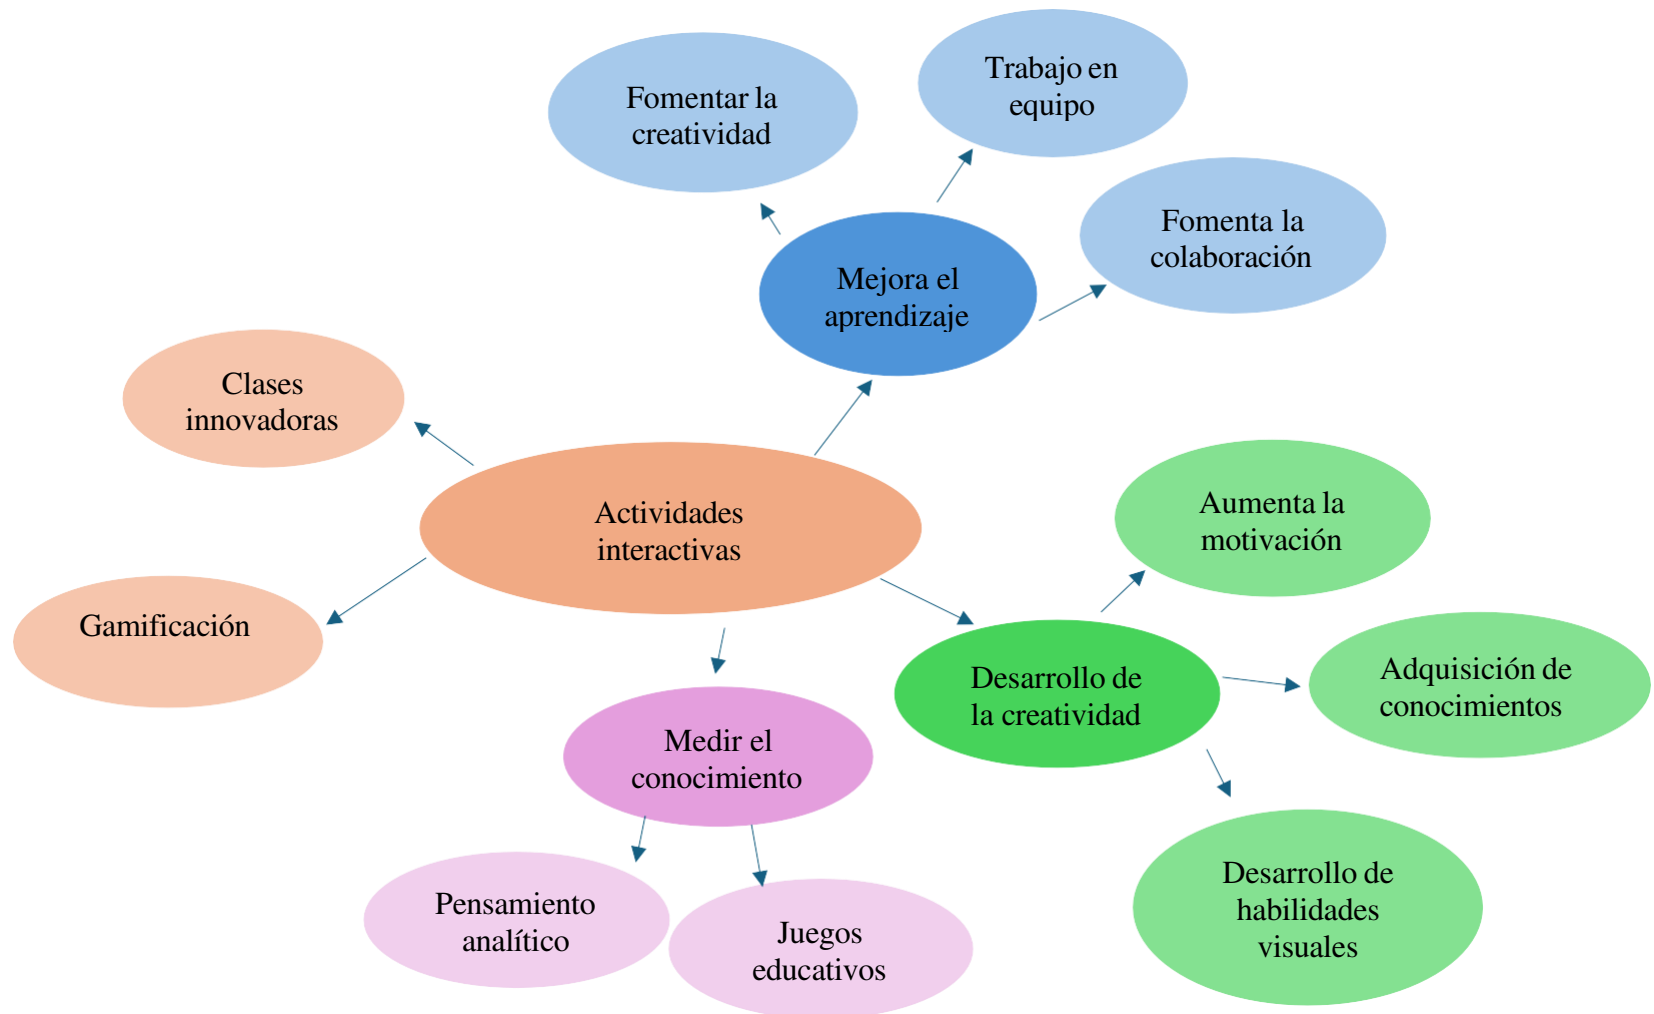 Trabajo en
equipo
Fomentar la
creatividad
Fomenta la
colaboración
Mejora el
aprendizaje
Clases
innovadoras
Actividades
interactivas
Aumenta la
motivación
Gamificación
Desarrollo de
la creatividad
Adquisición de
conocimientos
Medir el
conocimiento
Desarrollo de
habilidades
visuales
Pensamiento
analítico
Juegos
educativos